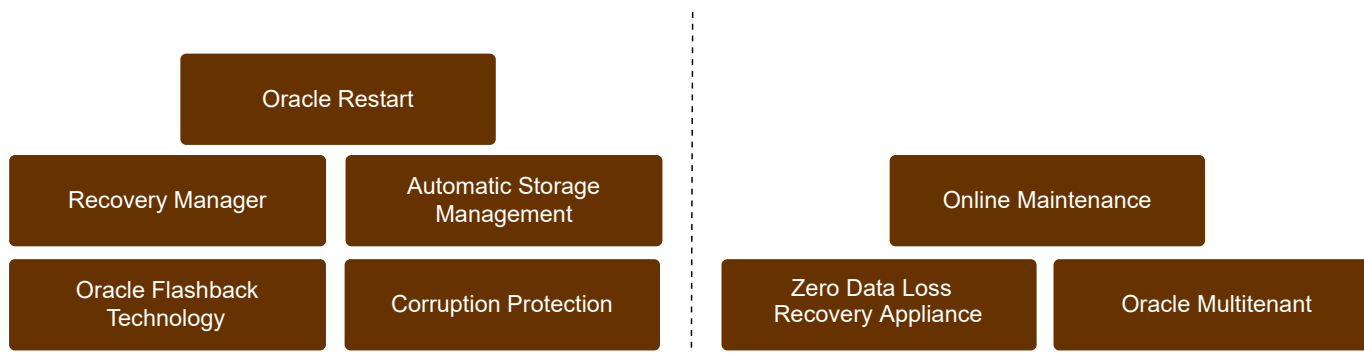 Oracle Restart
Recovery Manager
Automatic Storage
Management
Oracle Flashback
Technology
Corruption Protection
Online Maintenance
Zero Data Loss
Recovery Appliance
Oracle Multitenant